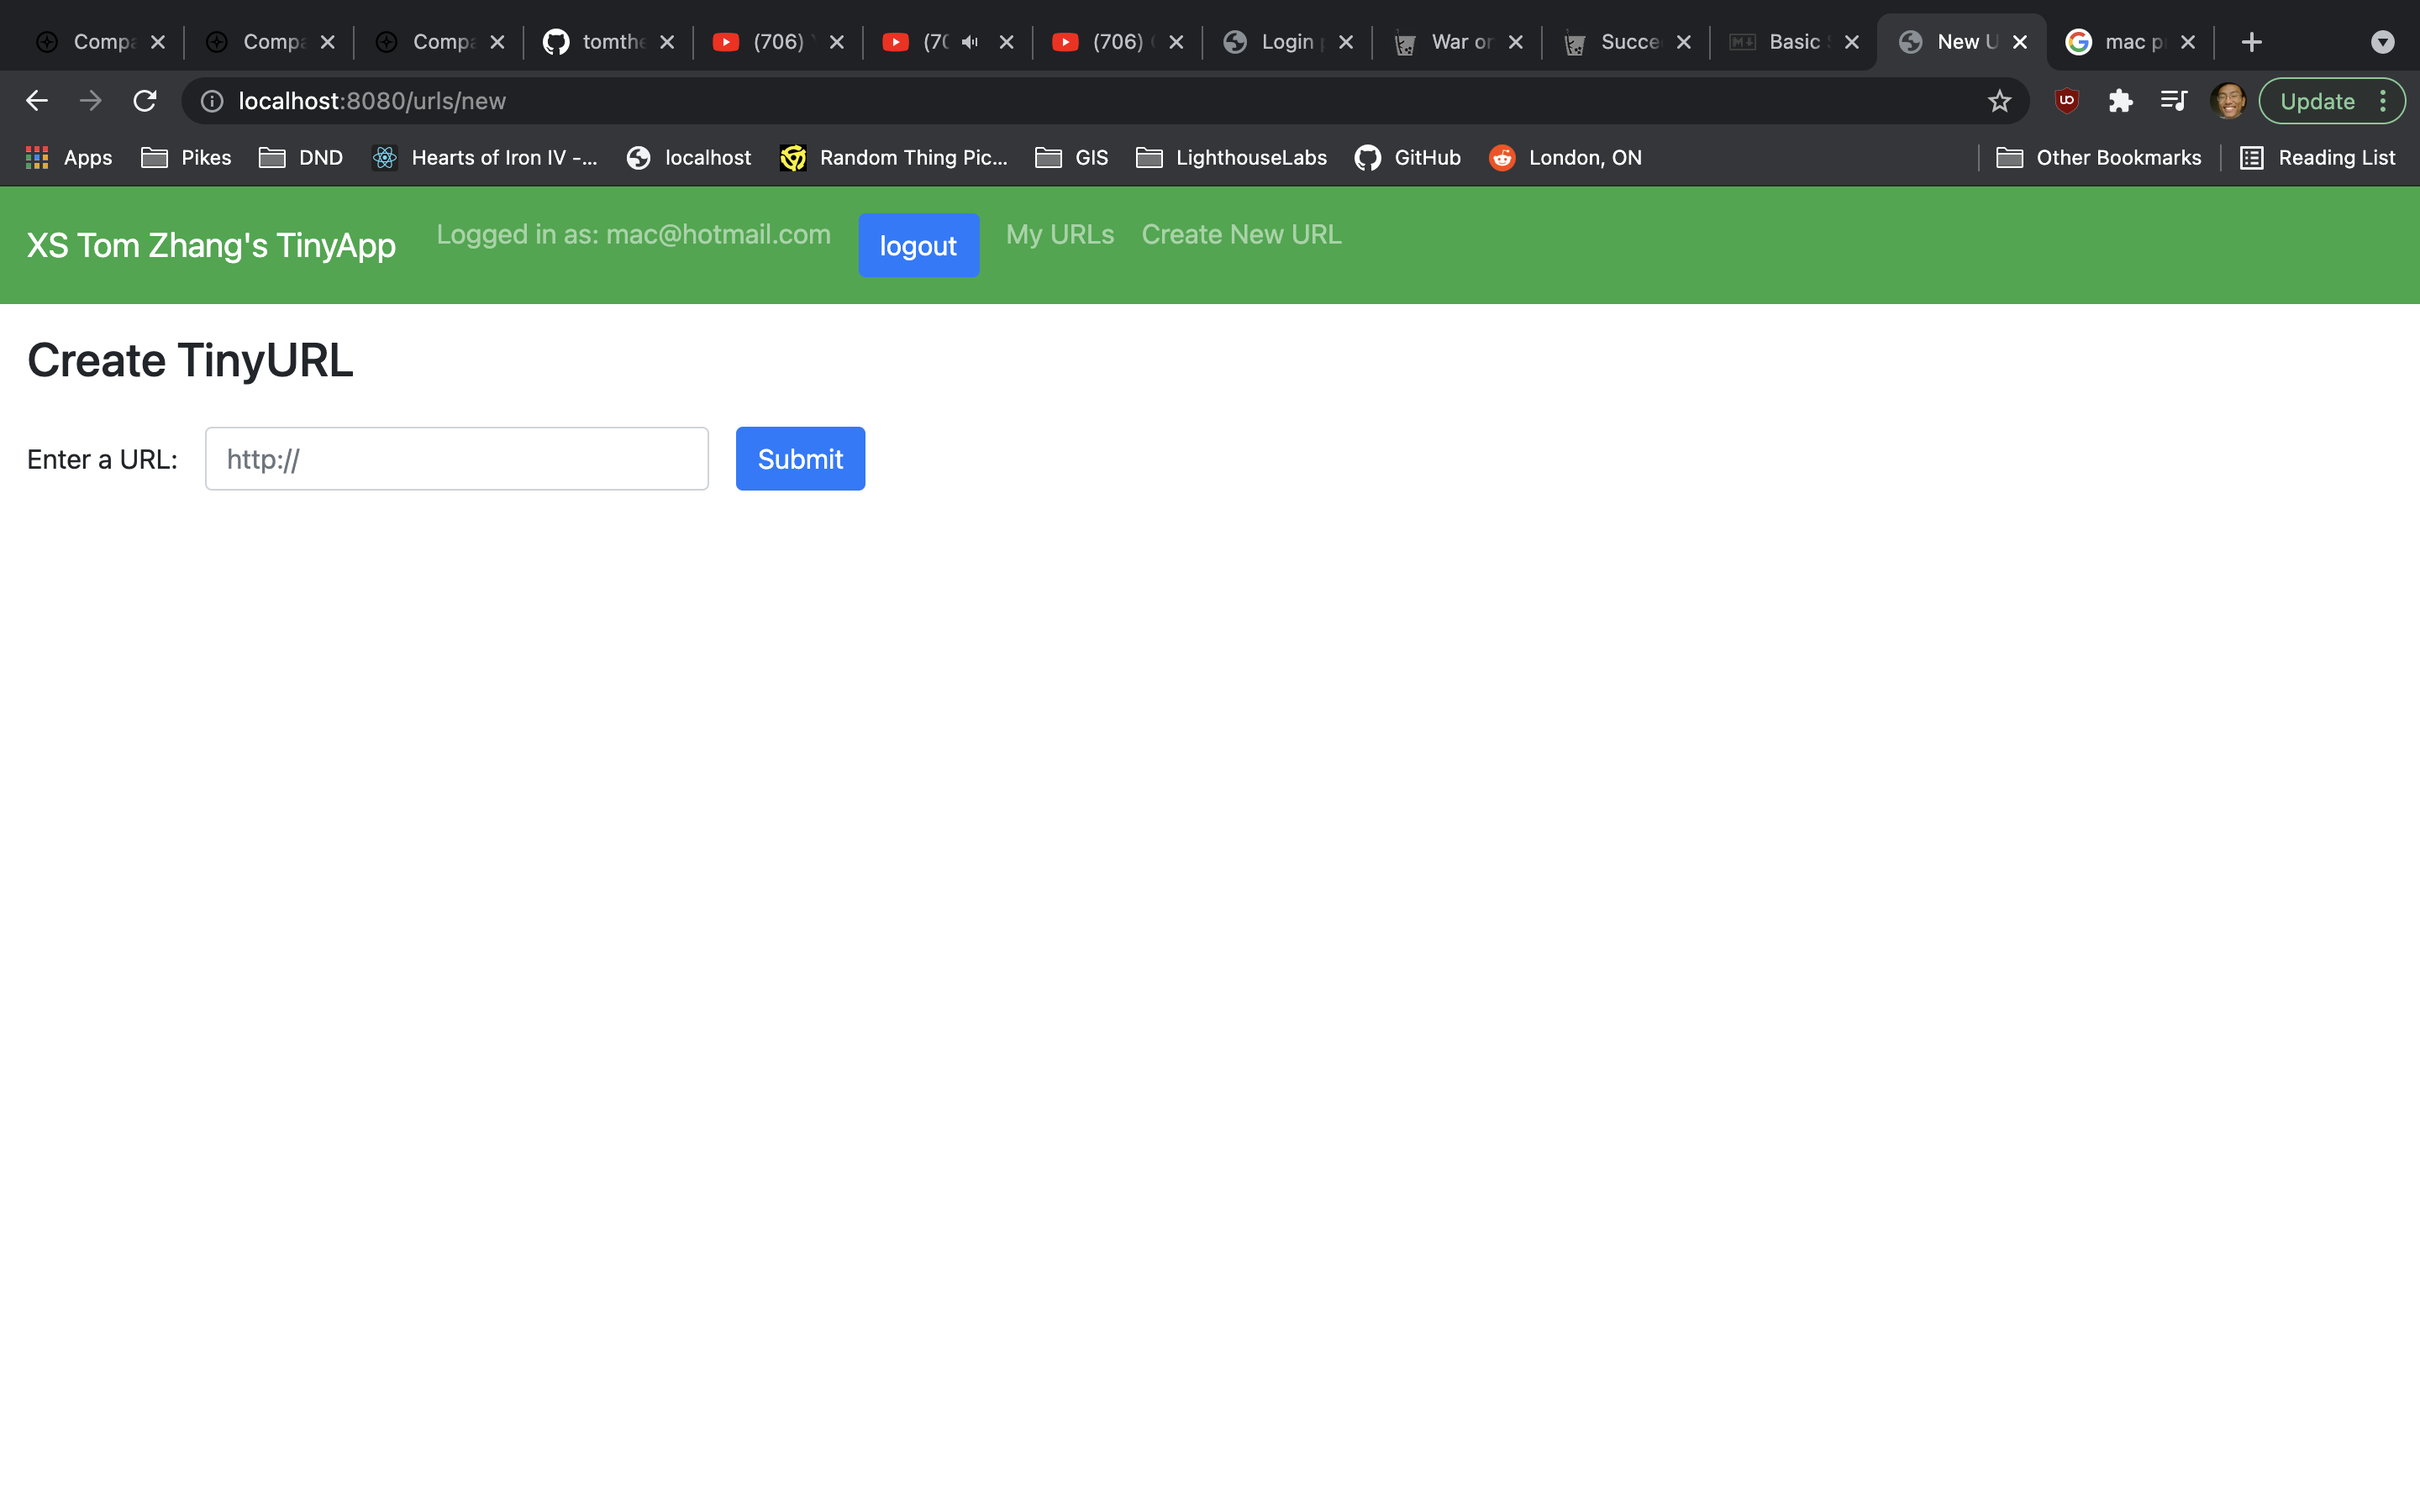 Compa Compa Compa tomthe (706) (70 (706) Login War or Succe Basic New U mac p
localhost:8080/urls/new Update
Apps Pikes DND Hearts of Iron IV -... localhost Random Thing Pic... GIS LighthouseLabs GitHub London, ON Other Bookmarks Reading List
XS Tom Zhang's TinyApp Logged in as: mac@hotmail.com logout My URLs Create New URL
Create TinyURL
Enter a URL: http:// Submit